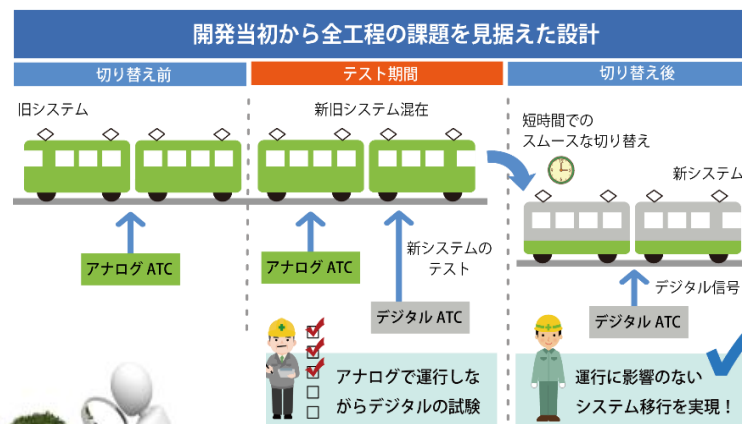 開発当初から全工程の課題を見据えた設計
切り替え前
テスト期間
切り替え後
旧システム
アナログ ATC
新旧システム混在
アナログ ATC
新システムの
テスト
デジタル ATC
アナログで運行しな
がらデジタルの試験
短時間での
スムースな切り替え
新システム
デジタル信号
デジタル ATC
運行に影響のない
システム移行を実現！